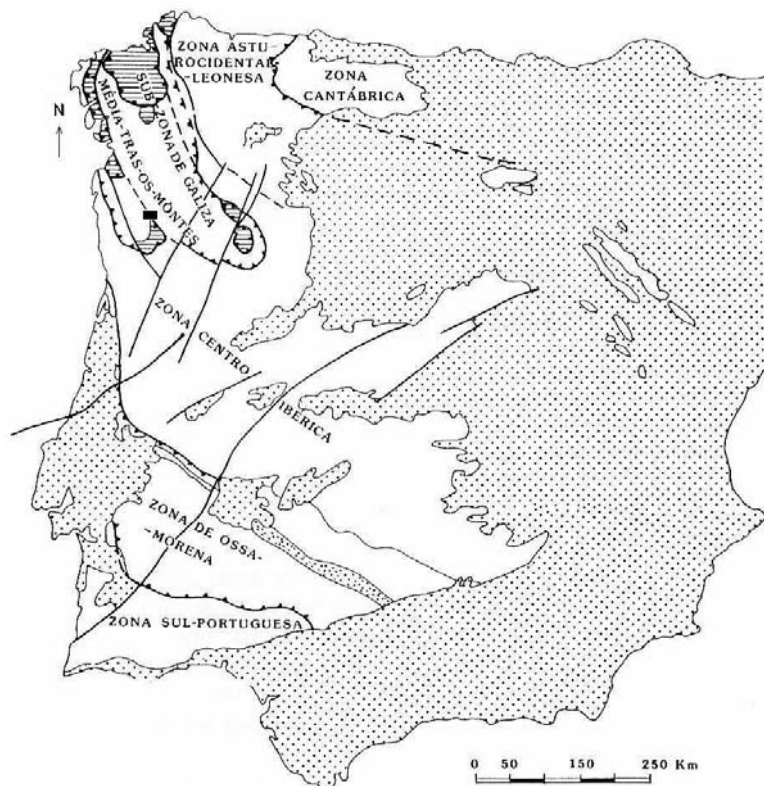 ZONA ASTU-
ROCIDENTAL-
-LEONESA
ZONA
CANTÁBRICA
N
SUB-ZONA DE GALIZA
MÉDIA-TRAS-OS-MONTES
ZONA CENTRO IBÉRICA
ZONA DE OSSA-
-MORENA
ZONA SUL-PORTUGUESA
0 50 150 250 Km